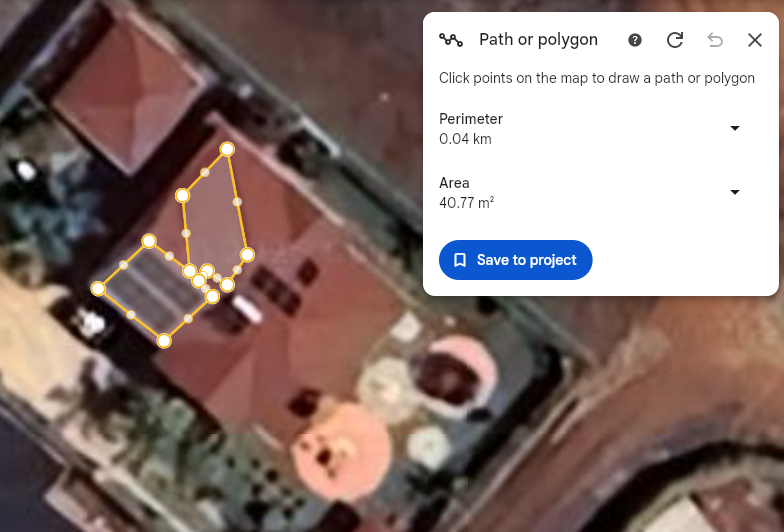 Path or polygon
Click points on the map to draw a path or polygon
Perimeter
0.04 km
Area
40.77 m²
Save to project